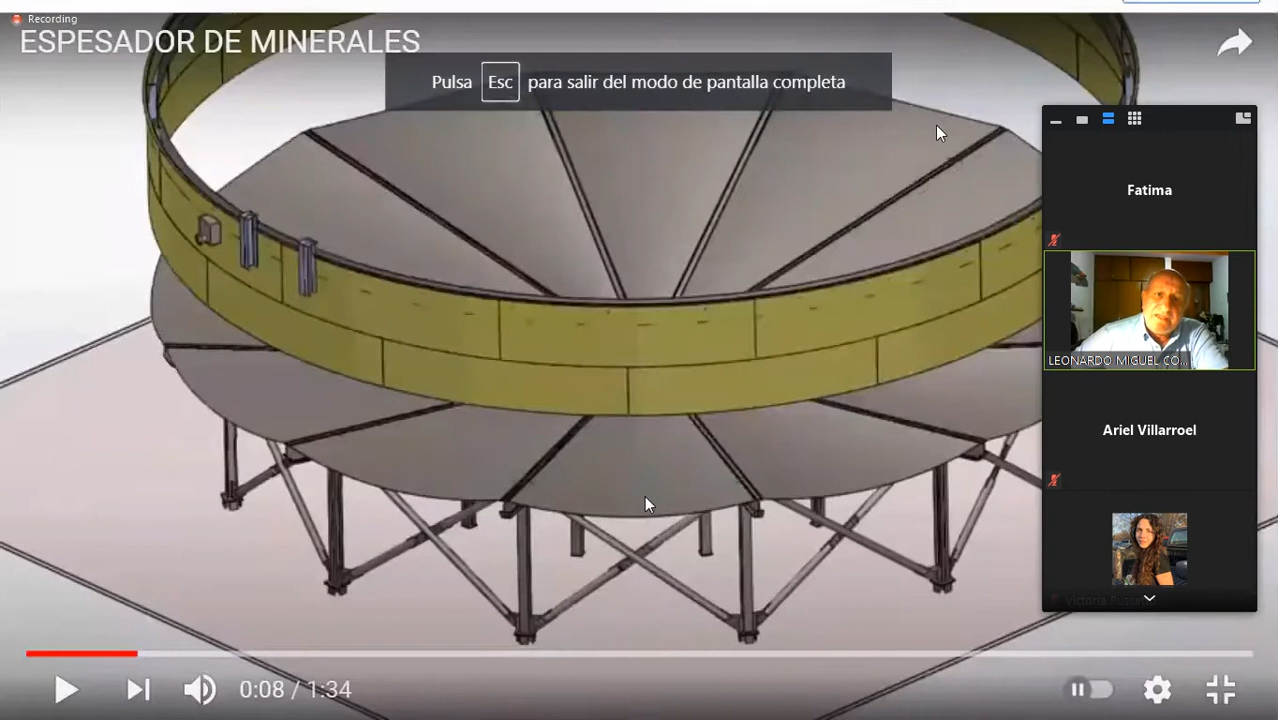 Recording
ESPESADOR DE MINERALES
Pulsa Esc para salir del modo de pantalla completa
Fatima
LEONARDO MIGUEL CO...
Ariel Villarroel
Victoria
0:08 / 1:34